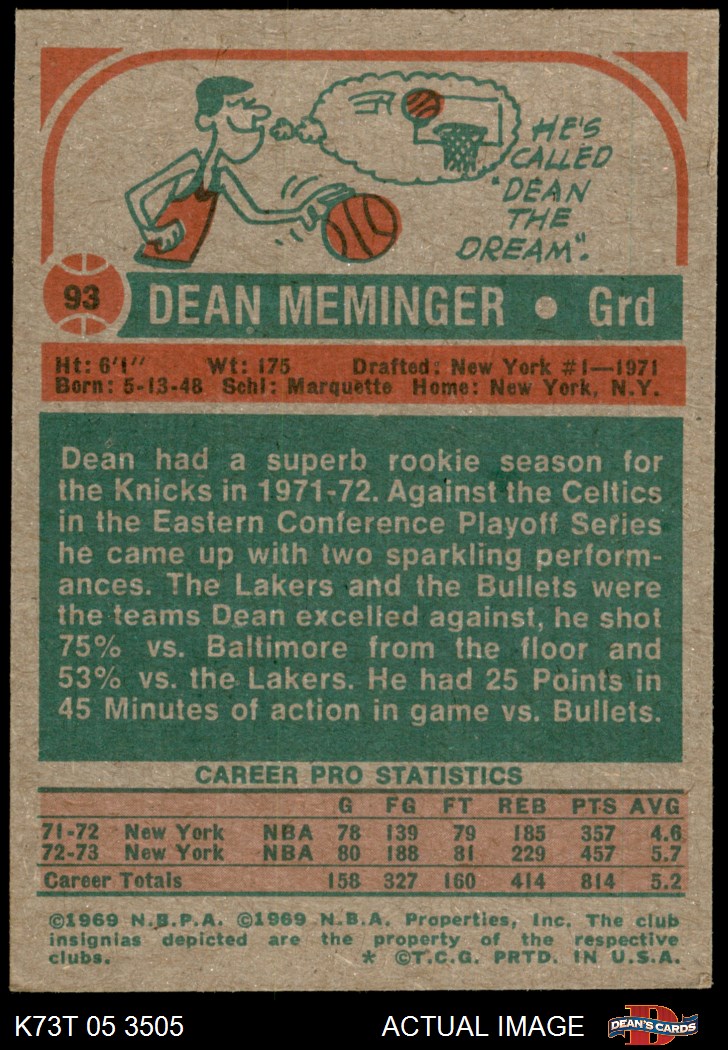 HE'S
CALLED
"DEAN
THE
DREAM".
93
DEAN MEMINGER • Grd
Ht: 6'1" Wt: 175 Drafted: New York #1—1971
Born: 5-13-48 Schl: Marquette Home: New York, N.Y.
Dean had a superb rookie season for
the Knicks in 1971-72. Against the Celtics
in the Eastern Conference Playoff Series
he came up with two sparkling perform-
ances. The Lakers and the Bullets were
the teams Dean excelled against, he shot
75% vs. Baltimore from the floor and
53% vs. the Lakers. He had 25 Points in
45 Minutes of action in game vs. Bullets.
CAREER PRO STATISTICS
G FG FT REB PTS AVG
71-72 New York NBA 78 139 79 185 357 4.6
72-73 New York NBA 80 188 81 229 457 5.7
Career Totals 158 327 160 414 814 5.2
©1969 N.B.P.A. ©1969 N.B.A. Properties, Inc. The club
insignias depicted are the property of the respective
clubs. * ©T.C.G. PRTD. IN U.S.A.
K73T 05 3505 ACTUAL IMAGE D DEAN'S CARDS